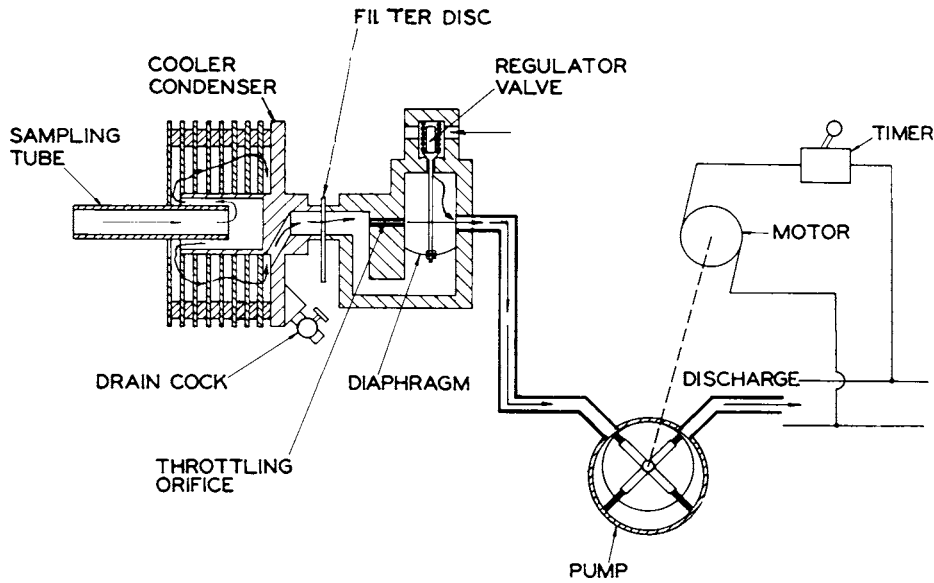 FILTER DISC
COOLER
CONDENSER
REGULATOR
VALVE
SAMPLING
TUBE
TIMER
MOTOR
DRAIN COCK
DIAPHRAGM
DISCHARGE
THROTTLING
ORIFICE
PUMP